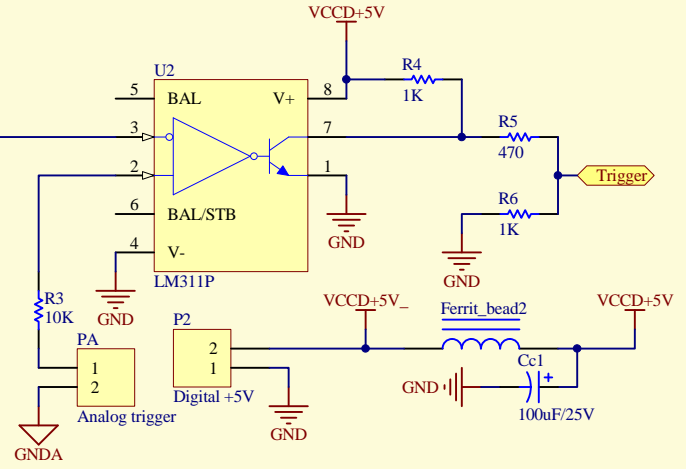 VCCD+5V
U2
R4
1K
5 BAL V+ 8
3 7
R5
470
2 1
Trigger
R6
1K
6 BAL/STB
GND
4 V-
GND
LM311P
GND
R3
10K
VCCD+5V_
Ferrit_bead2
VCCD+5V
PA
P2
1
2
2
1
Cc1
+
GND
Analog trigger
Digital +5V
100uF/25V
GND
GNDA